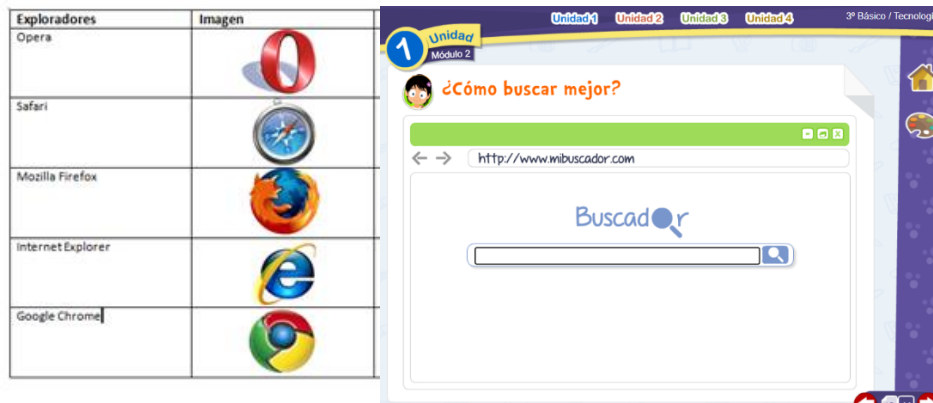 Exploradores Imagen
Opera
Safari
Mozilla Firefox
Internet Explorer
Google Chrome
Unidad 1 Unidad 2 Unidad 3 Unidad 4 3º Básico / Tecnologí
1 Unidad
Módulo 2
¿Cómo buscar mejor?
http://www.mibuscador.com
Buscador